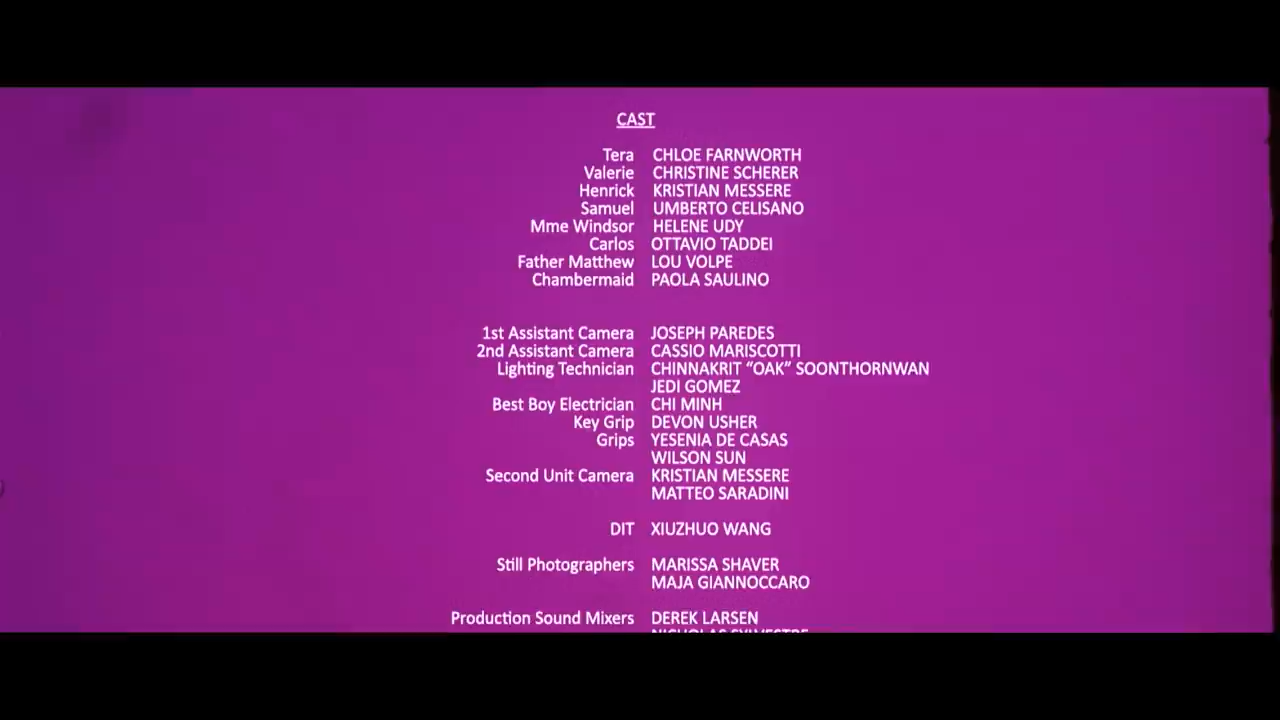 CAST
Tera CHLOE FARNWORTH
Valerie CHRISTINE SCHERER
Henrick KRISTIAN MESSERE
Samuel UMBERTO CELISANO
Mme Windsor HELENE UDY
Carlos OTTAVIO TADDEI
Father Matthew LOU VOLPE
Chambermaid PAOLA SAULINO
1st Assistant Camera JOSEPH PAREDES
2nd Assistant Camera CASSIO MARISCOTTI
Lighting Technician CHINNAKRIT “OAK” SOONTHORNWAN
JEDI GOMEZ
Best Boy Electrician CHI MINH
Key Grip DEVON USHER
Grips YESENIA DE CASAS
WILSON SUN
Second Unit Camera KRISTIAN MESSERE
MATTEO SARADINI
DIT XIUZHUO WANG
Still Photographers MARISSA SHAVER
MAJA GIANNOCCARO
Production Sound Mixers DEREK LARSEN